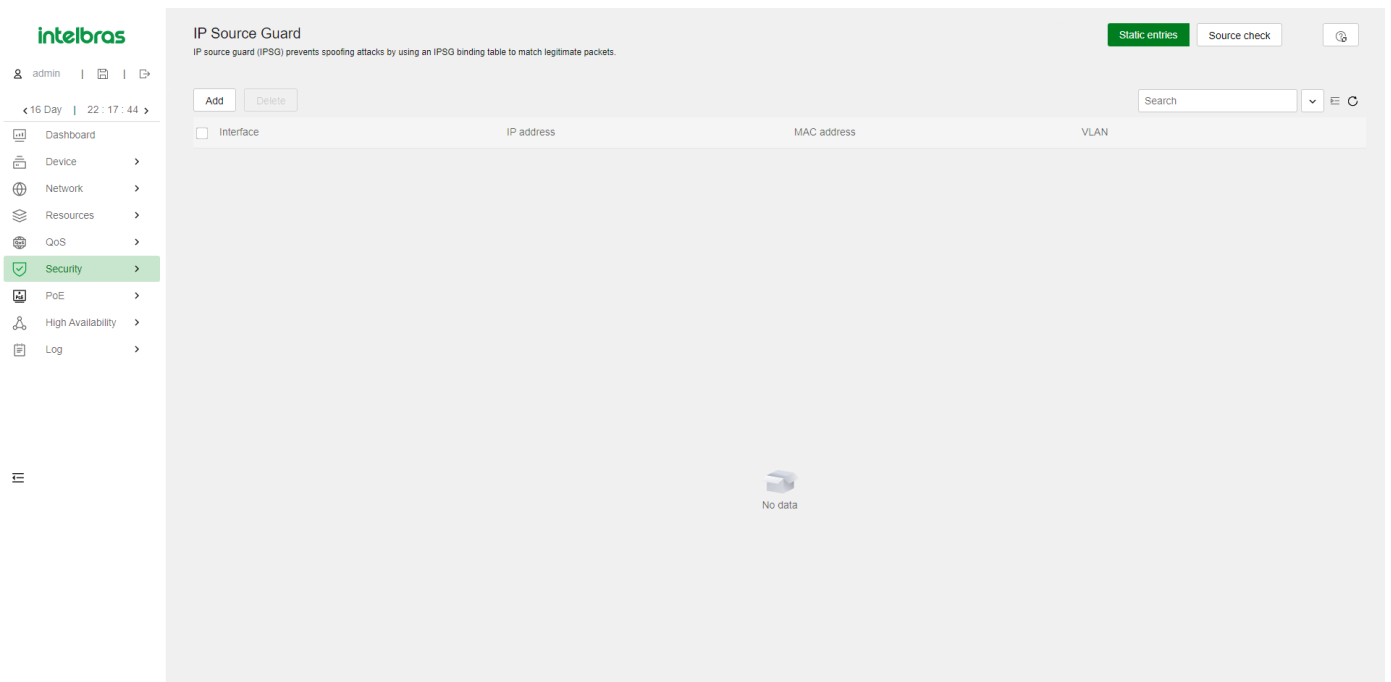 intelbras
admin | |
16 Day | 22 : 17 : 44
Dashboard
Device
Network
Resources
QoS
Security
PoE
High Availability
Log
IP Source Guard
IP source guard (IPSG) prevents spoofing attacks by using an IPSG binding table to match legitimate packets.
Static entries Source check
Add Delete Search
Interface IP address MAC address VLAN
No data